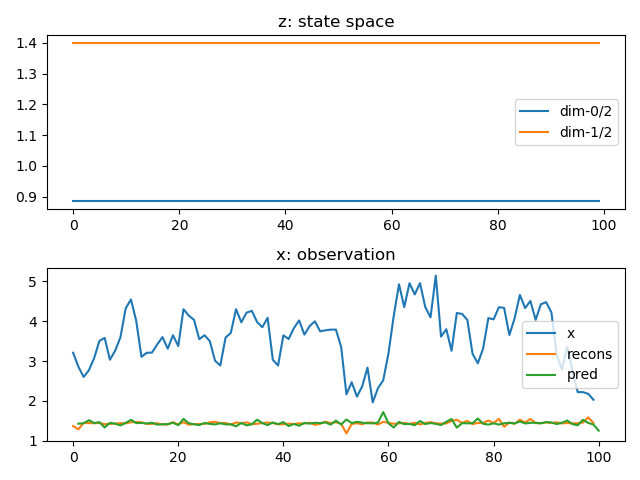 z: state space
1.4
1.3
1.2
1.1
1.0
0.9
dim-0/2
dim-1/2
0 20 40 60 80 100
x: observation
5
4
3
2
1
x
recons
pred
0 20 40 60 80 100